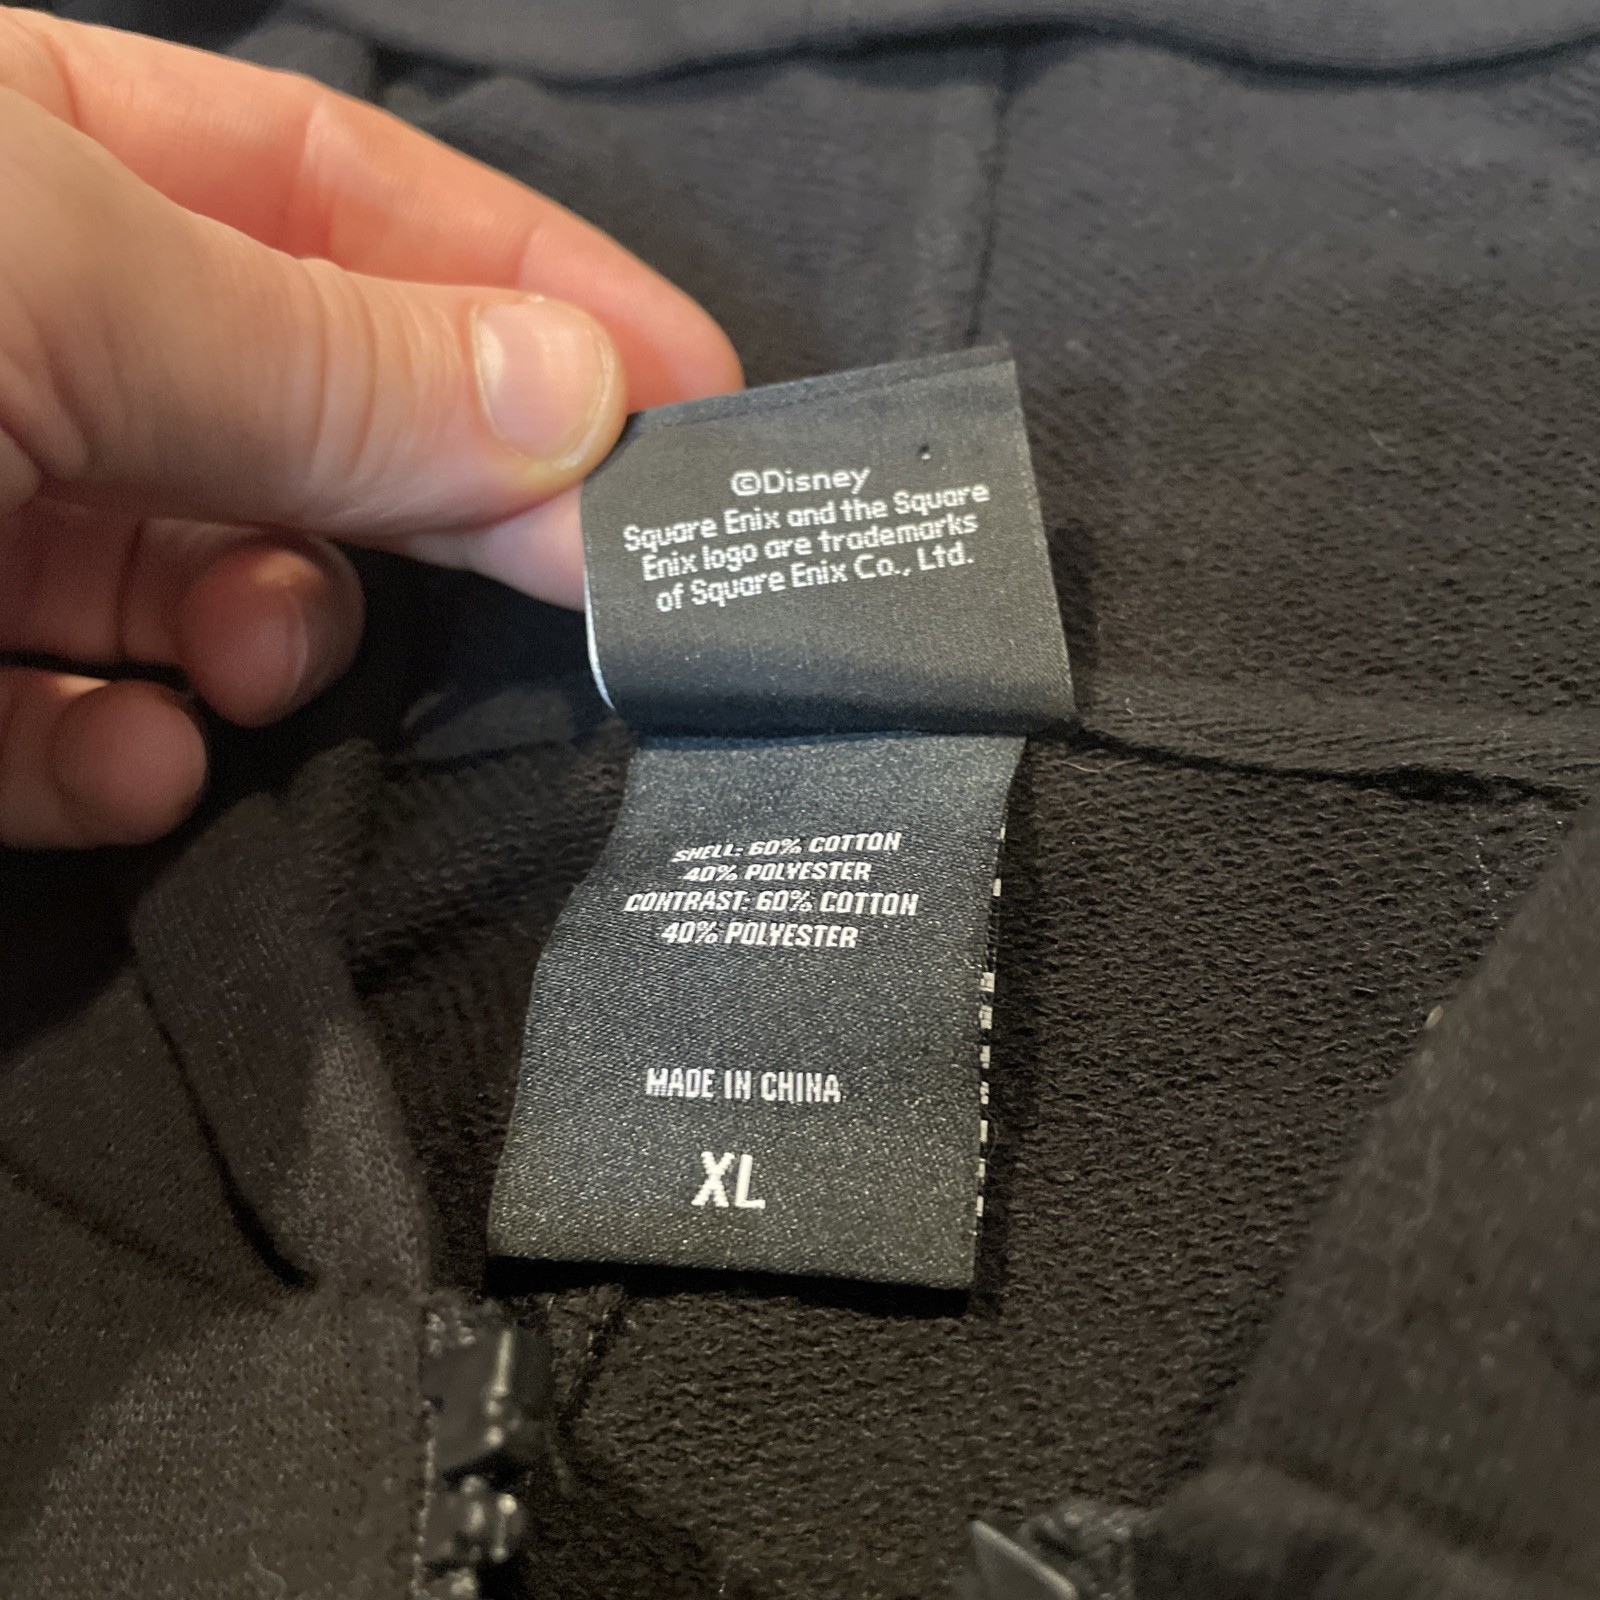 ©Disney
Square Enix and the Square
Enix logo are trademarks
of Square Enix Co., Ltd.
SHELL: 60% COTTON
40% POLYESTER
CONTRAST: 60% COTTON
40% POLYESTER
MADE IN CHINA
XL